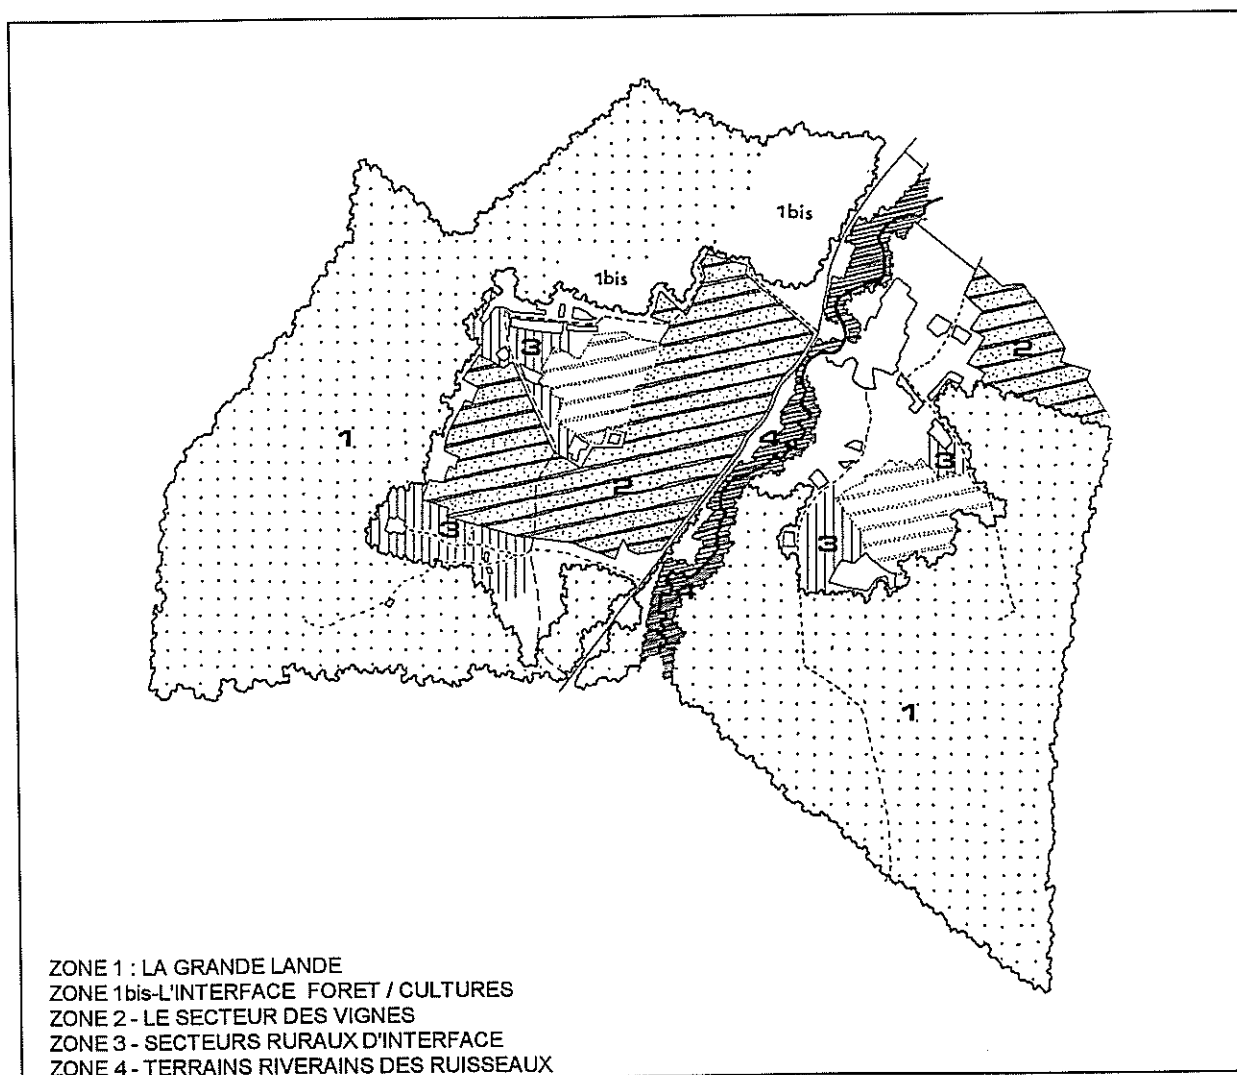 1bis
1bis
3
2
1
4
3
2
3
3
4
1
ZONE 1 : LA GRANDE LANDE
ZONE 1bis-L'INTERFACE FORET / CULTURES
ZONE 2 - LE SECTEUR DES VIGNES
ZONE 3 - SECTEURS RURAUX D'INTERFACE
ZONE 4 - TERRAINS RIVERAINS DES RUISSEAUX